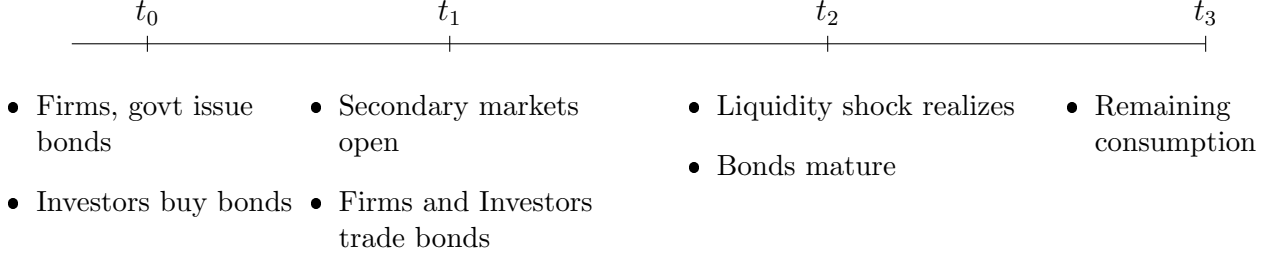 t₀ t₁ t₂ t₃
• Firms, govt issue
bonds
• Investors buy bonds
• Secondary markets
open
• Firms and Investors
trade bonds
• Liquidity shock realizes
• Bonds mature
• Remaining
consumption